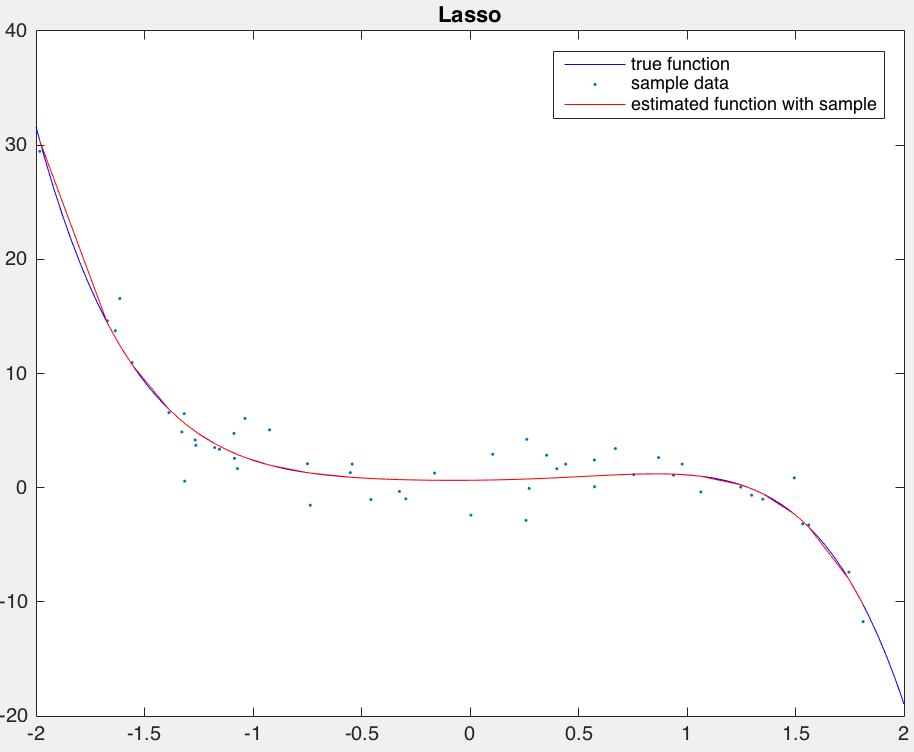 Lasso
40
true function
sample data
estimated function with sample
30
20
10
0
-10
-20
-2 -1.5 -1 -0.5 0 0.5 1 1.5 2